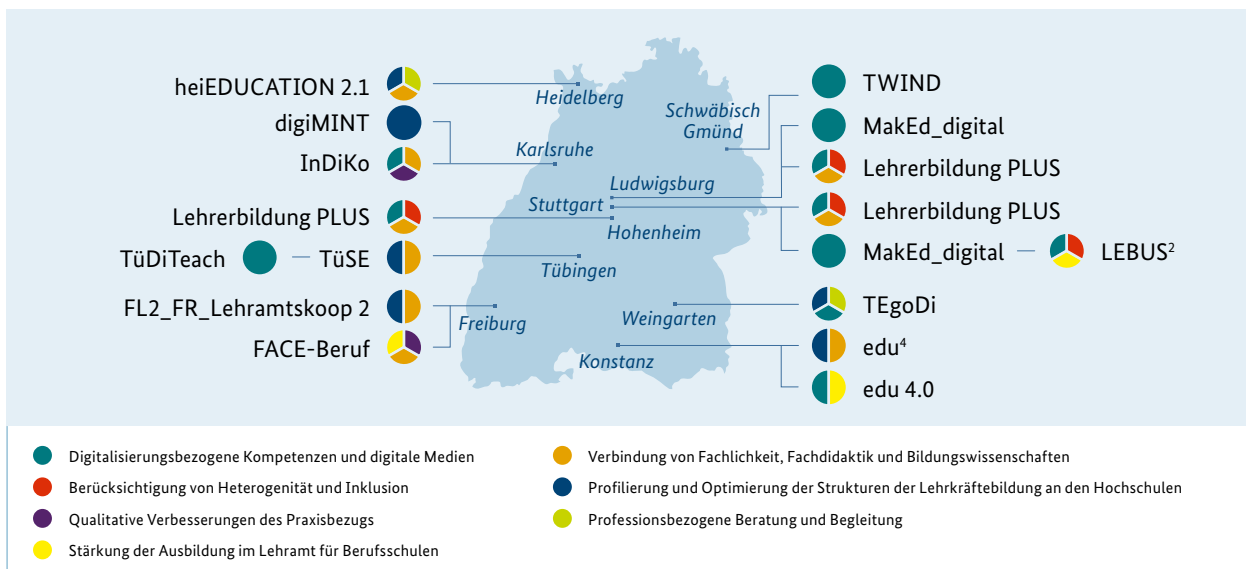 heiEDUCATION 2.1
digiMINT
InDiKo
Lehrerbildung PLUS
TüDiTeach
TüSE
FL2_FR_Lehramtskoop 2
FACE-Beruf
Heidelberg
Schwäbisch
Gmünd
Karlsruhe
Ludwigsburg
Stuttgart
Hohenheim
Tübingen
Freiburg
Weingarten
Konstanz
TWIND
MakEd_digital
Lehrerbildung PLUS
Lehrerbildung PLUS
MakEd_digital
LEBUS²
TEgoDi
edu⁴
edu 4.0
Digitalisierungsbezogene Kompetenzen und digitale Medien
Berücksichtigung von Heterogenität und Inklusion
Qualitative Verbesserungen des Praxisbezugs
Stärkung der Ausbildung im Lehramt für Berufsschulen
Verbindung von Fachlichkeit, Fachdidaktik und Bildungswissenschaften
Profilierung und Optimierung der Strukturen der Lehrkräftebildung an den Hochschulen
Professionsbezogene Beratung und Begleitung